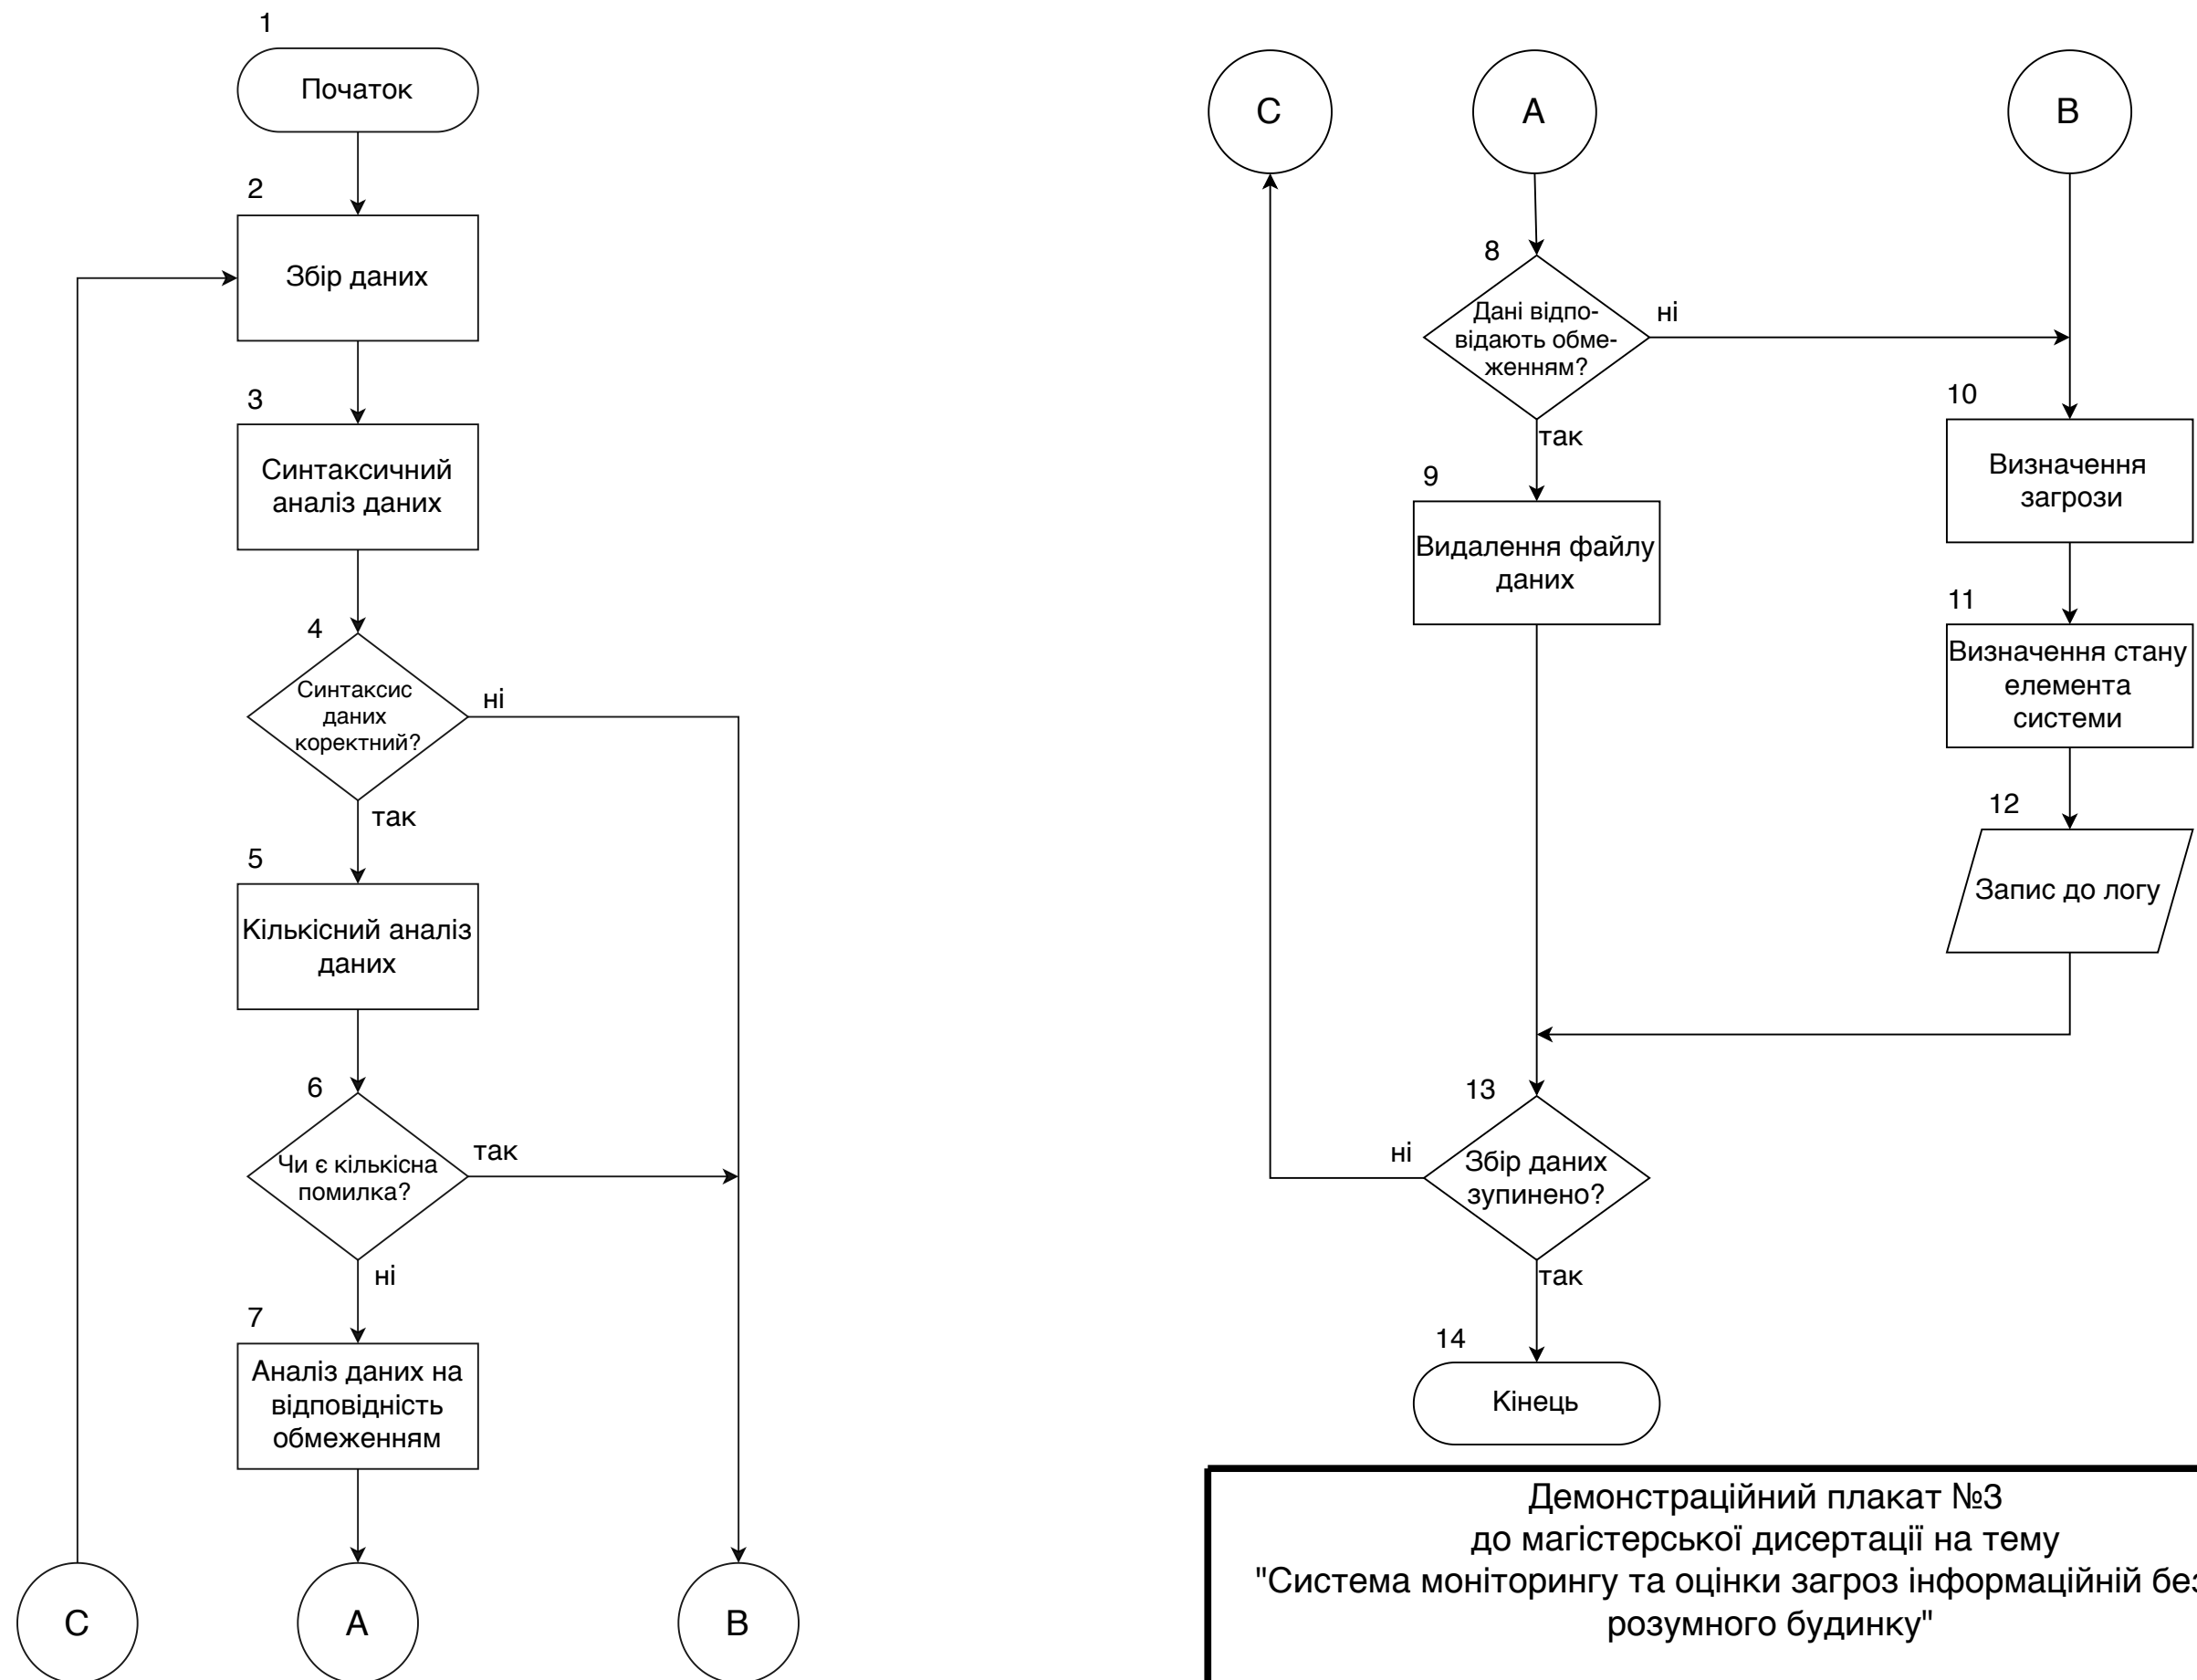 1
Початок
2
Збір даних
3
Синтаксичний
аналіз даних
4
Синтаксис
даних
коректний?
ні
так
5
Кількісний аналіз
даних
6
Чи є кількісна
помилка?
так
ні
7
Аналіз даних на
відповідність
обмеженням
C
A
B
C
A
B
8
Дані відпо-
відають обме-
женням?
ні
так
9
Видалення файлу
даних
10
Визначення
загрози
11
Визначення стану
елемента
системи
12
Запис до логу
13
Збір даних
зупинено?
ні
так
14
Кінець
Демонстраційний плакат №3
до магістерської дисертації на тему
"Система моніторингу та оцінки загроз інформаційній
розумного будинку"